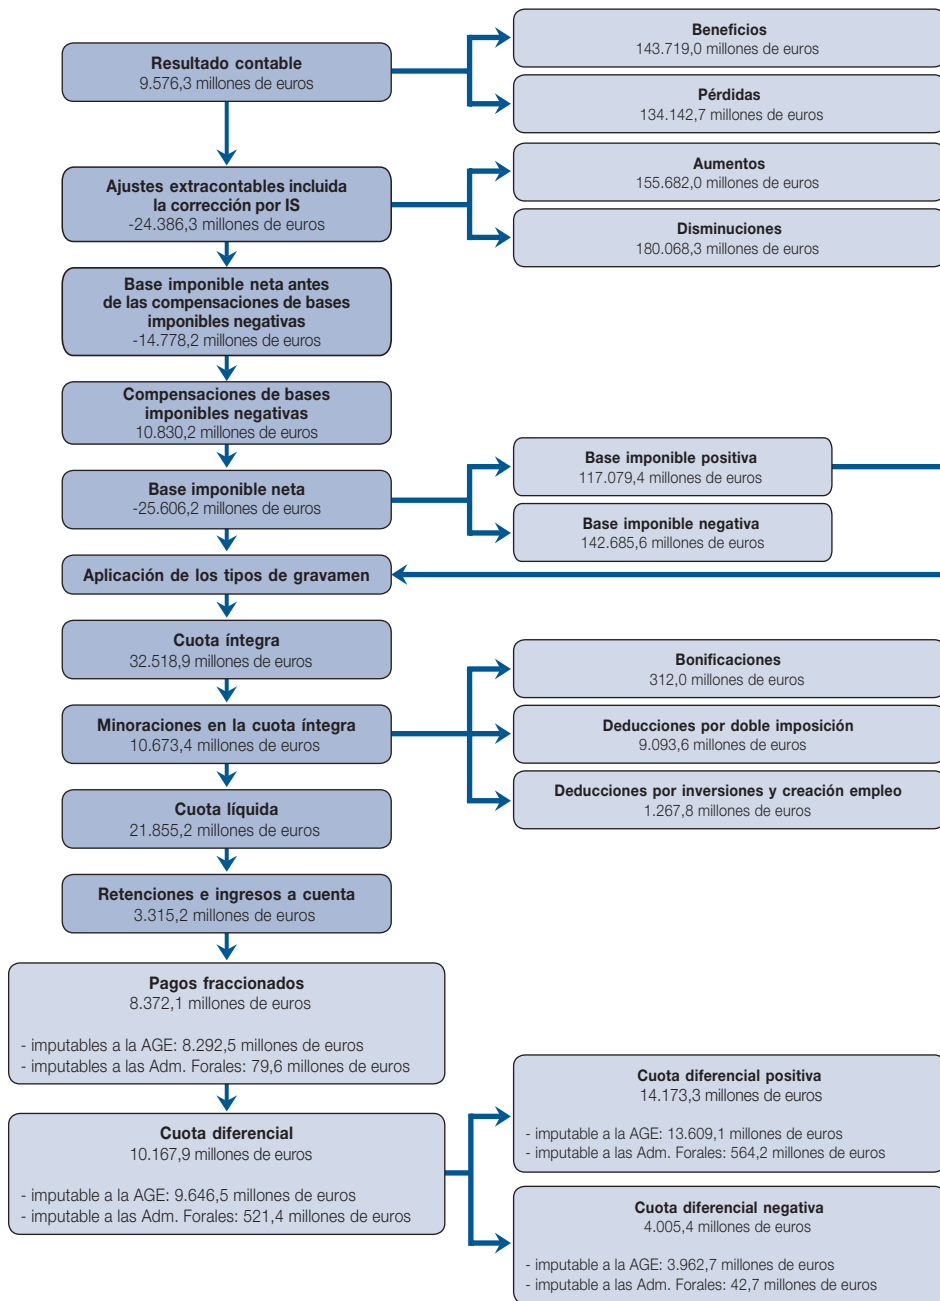 Resultado contable
9.576,3 millones de euros
Beneficios
143.719,0 millones de euros
Pérdidas
134.142,7 millones de euros
Ajustes extracontables incluida
la corrección por IS
-24.386,3 millones de euros
Aumentos
155.682,0 millones de euros
Disminuciones
180.068,3 millones de euros
Base imponible neta antes
de las compensaciones de bases
imponibles negativas
-14.778,2 millones de euros
Compensaciones de bases
imponibles negativas
10.830,2 millones de euros
Base imponible neta
-25.606,2 millones de euros
Base imponible positiva
117.079,4 millones de euros
Base imponible negativa
142.685,6 millones de euros
Aplicación de los tipos de gravamen
Cuota íntegra
32.518,9 millones de euros
Minoraciones en la cuota íntegra
10.673,4 millones de euros
Bonificaciones
312,0 millones de euros
Deducciones por doble imposición
9.093,6 millones de euros
Deducciones por inversiones y creación empleo
1.267,8 millones de euros
Cuota líquida
21.855,2 millones de euros
Retenciones e ingresos a cuenta
3.315,2 millones de euros
Pagos fraccionados
8.372,1 millones de euros
- imputables a la AGE: 8.292,5 millones de euros
- imputables a las Adm. Forales: 79,6 millones de euros
Cuota diferencial
10.167,9 millones de euros
- imputable a la AGE: 9.646,5 millones de euros
- imputable a las Adm. Forales: 521,4 millones de euros
Cuota diferencial positiva
14.173,3 millones de euros
- imputable a la AGE: 13.609,1 millones de euros
- imputable a las Adm. Forales: 564,2 millones de euros
Cuota diferencial negativa
4.005,4 millones de euros
- imputable a la AGE: 3.962,7 millones de euros
- imputable a las Adm. Forales: 42,7 millones de euros